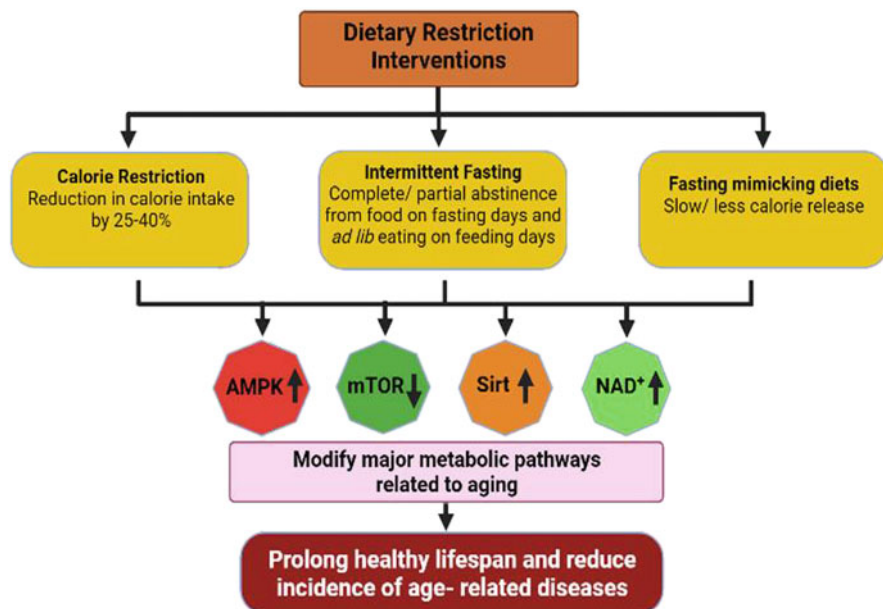 Dietary Restriction
Interventions
Calorie Restriction
Reduction in calorie intake
by 25-40%
Intermittent Fasting
Complete/ partial abstinence
from food on fasting days and
ad lib eating on feeding days
Fasting mimicking diets
Slow/ less calorie release
AMPK
mTOR
Sirt
NAD⁺
Modify major metabolic pathways
related to aging
Prolong healthy lifespan and reduce
incidence of age- related diseases